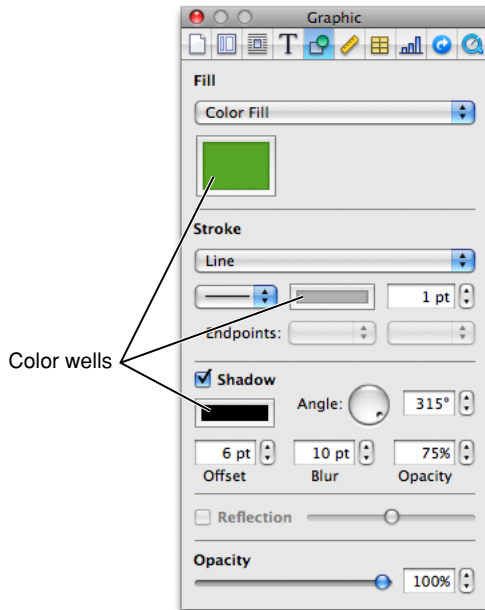 Graphic
T
Fill
Color Fill
Stroke
Line
1 pt
Endpoints:
Color wells
Shadow
Angle: 315°
6 pt 10 pt 75%
Offset Blur Opacity
Reflection
Opacity
100%